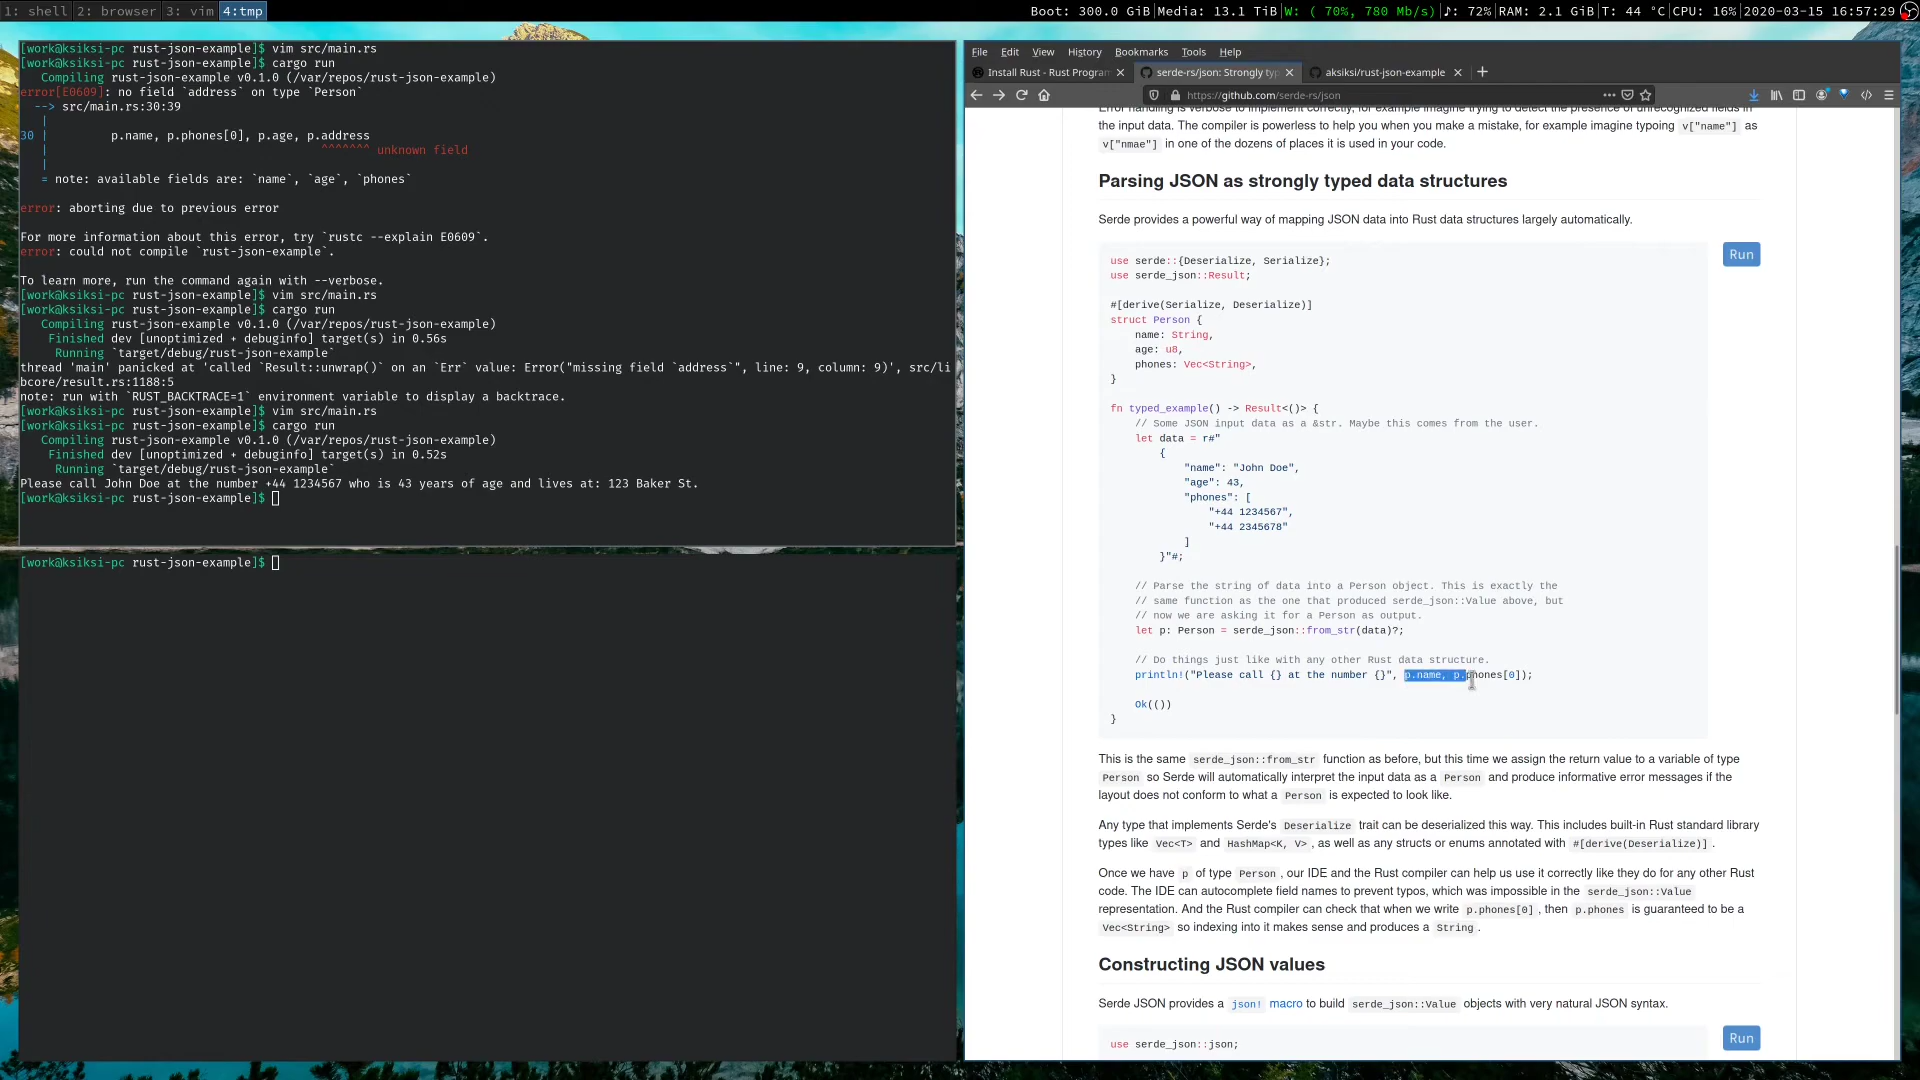 1: shell 2: browser 3: vim 4:tmp
Boot: 300.0 GiB|Media: 13.1 TiB|W: ( 70%, 780 Mb/s)|♪: 72%|RAM: 2.1 GiB|T: 44 °C|CPU: 16%|2020-03-15 16:57:29
[work@ksiksi-pc rust-json-example]$ vim src/main.rs
[work@ksiksi-pc rust-json-example]$ cargo run
Compiling rust-json-example v0.1.0 (/var/repos/rust-json-example)
error[E0609]: no field `address` on type `Person`
--> src/main.rs:30:39
|
30 | p.name, p.phones[0], p.age, p.address
| ^^^^^^^ unknown field
|
= note: available fields are: `name`, `age`, `phones`
error: aborting due to previous error
For more information about this error, try `rustc --explain E0609`.
error: could not compile `rust-json-example`.
To learn more, run the command again with --verbose.
[work@ksiksi-pc rust-json-example]$ vim src/main.rs
[work@ksiksi-pc rust-json-example]$ cargo run
Compiling rust-json-example v0.1.0 (/var/repos/rust-json-example)
Finished dev [unoptimized + debuginfo] target(s) in 0.56s
Running `target/debug/rust-json-example`
thread 'main' panicked at 'called `Result::unwrap()` on an `Err` value: Error("missing field `address`", line: 9, column: 9)', src/li
bcore/result.rs:1188:5
note: run with `RUST_BACKTRACE=1` environment variable to display a backtrace.
[work@ksiksi-pc rust-json-example]$ vim src/main.rs
[work@ksiksi-pc rust-json-example]$ cargo run
Compiling rust-json-example v0.1.0 (/var/repos/rust-json-example)
Finished dev [unoptimized + debuginfo] target(s) in 0.52s
Running `target/debug/rust-json-example`
Please call John Doe at the number +44 1234567 who is 43 years of age and lives at: 123 Baker St.
[work@ksiksi-pc rust-json-example]$
[work@ksiksi-pc rust-json-example]$
File Edit View History Bookmarks Tools Help
Install Rust - Rust Program
serde-rs/json: Strongly typ
aksiksi/rust-json-example
https://github.com/serde-rs/json
Error handling is verbose to implement correctly, for example imagine trying to detect the presence of unrecognized fields in
the input data. The compiler is powerless to help you when you make a mistake, for example imagine typoing v["name"] as
v["nmae"] in one of the dozens of places it is used in your code.
Parsing JSON as strongly typed data structures
Serde provides a powerful way of mapping JSON data into Rust data structures largely automatically.
Run
use serde::{Deserialize, Serialize};
use serde_json::Result;
#[derive(Serialize, Deserialize)]
struct Person {
name: String,
age: u8,
phones: Vec<String>,
}
fn typed_example() -> Result<()> {
// Some JSON input data as a &str. Maybe this comes from the user.
let data = r#"
{
"name": "John Doe",
"age": 43,
"phones": [
"+44 1234567",
"+44 2345678"
]
}"#;
// Parse the string of data into a Person object. This is exactly the
// same function as the one that produced serde_json::Value above, but
// now we are asking it for a Person as output.
let p: Person = serde_json::from_str(data)?;
// Do things just like with any other Rust data structure.
println!("Please call {} at the number {}", p.name, p.phones[0]);
Ok(())
}
This is the same serde_json::from_str function as before, but this time we assign the return value to a variable of type
Person so Serde will automatically interpret the input data as a Person and produce informative error messages if the
layout does not conform to what a Person is expected to look like.
Any type that implements Serde's Deserialize trait can be deserialized this way. This includes built-in Rust standard library
types like Vec<T> and HashMap<K, V>, as well as any structs or enums annotated with #[derive(Deserialize)].
Once we have p of type Person, our IDE and the Rust compiler can help us use it correctly like they do for any other Rust
code. The IDE can autocomplete field names to prevent typos, which was impossible in the serde_json::Value
representation. And the Rust compiler can check that when we write p.phones[0], then p.phones is guaranteed to be a
Vec<String> so indexing into it makes sense and produces a String.
Constructing JSON values
Serde JSON provides a json! macro to build serde_json::Value objects with very natural JSON syntax.
Run
use serde_json::json;